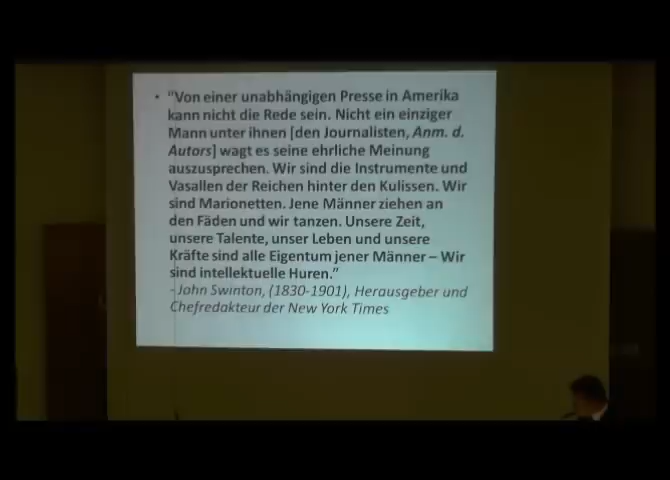 • "Von einer unabhängigen Presse in Amerika
kann nicht die Rede sein. Nicht ein einziger
Mann unter ihnen [den Journalisten, Anm. d.
Autors] wagt es seine ehrliche Meinung
auszusprechen. Wir sind die Instrumente und
Vasallen der Reichen hinter den Kulissen. Wir
sind Marionetten. Jene Männer ziehen an
den Fäden und wir tanzen. Unsere Zeit,
unsere Talente, unser Leben und unsere
Kräfte sind alle Eigentum jener Männer – Wir
sind intellektuelle Huren."
- John Swinton, (1830-1901), Herausgeber und
Chefredakteur der New York Times